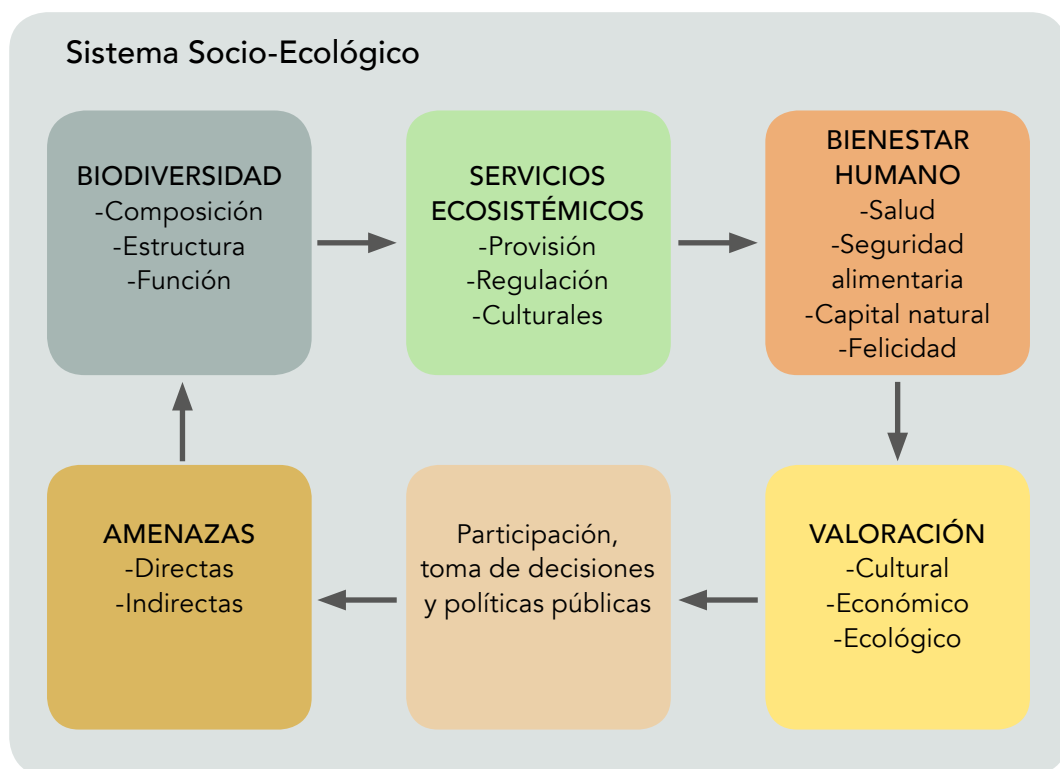 Sistema Socio-Ecológico
BIODIVERSIDAD
-Composición
-Estructura
-Función
SERVICIOS
ECOSISTÉMICOS
-Provisión
-Regulación
-Culturales
BIENESTAR
HUMANO
-Salud
-Seguridad
alimentaria
-Capital natural
-Felicidad
AMENAZAS
-Directas
-Indirectas
Participación,
toma de decisiones
y políticas públicas
VALORACIÓN
-Cultural
-Económico
-Ecológico